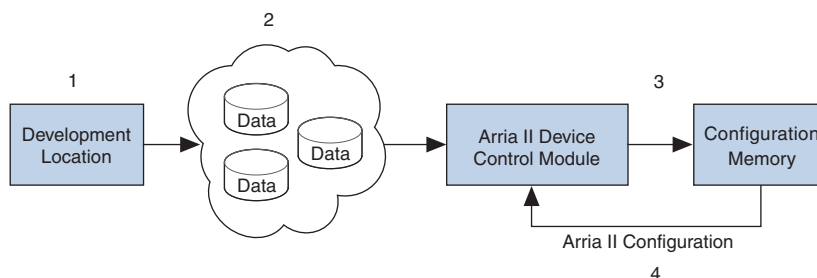 2
1
3
Data
Data
Data
Development
Location
Arria II Device
Control Module
Configuration
Memory
Arria II Configuration
4